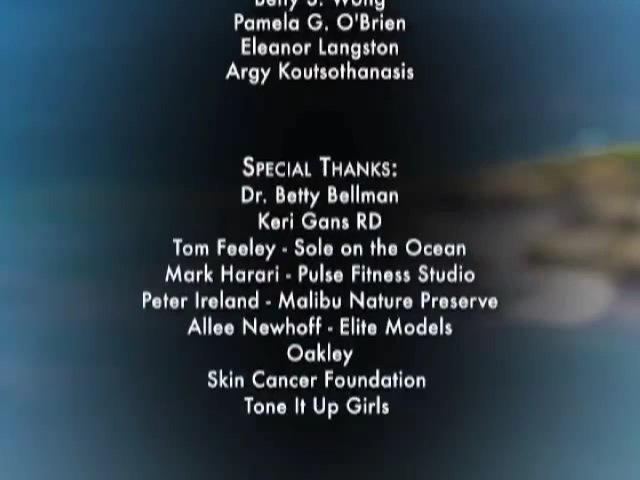 Betty S. Wong
Pamela G. O'Brien
Eleanor Langston
Argy Koutsothanasis
SPECIAL THANKS:
Dr. Betty Bellman
Keri Gans RD
Tom Feeley - Sole on the Ocean
Mark Harari - Pulse Fitness Studio
Peter Ireland - Malibu Nature Preserve
Allee Newhoff - Elite Models
Oakley
Skin Cancer Foundation
Tone It Up Girls